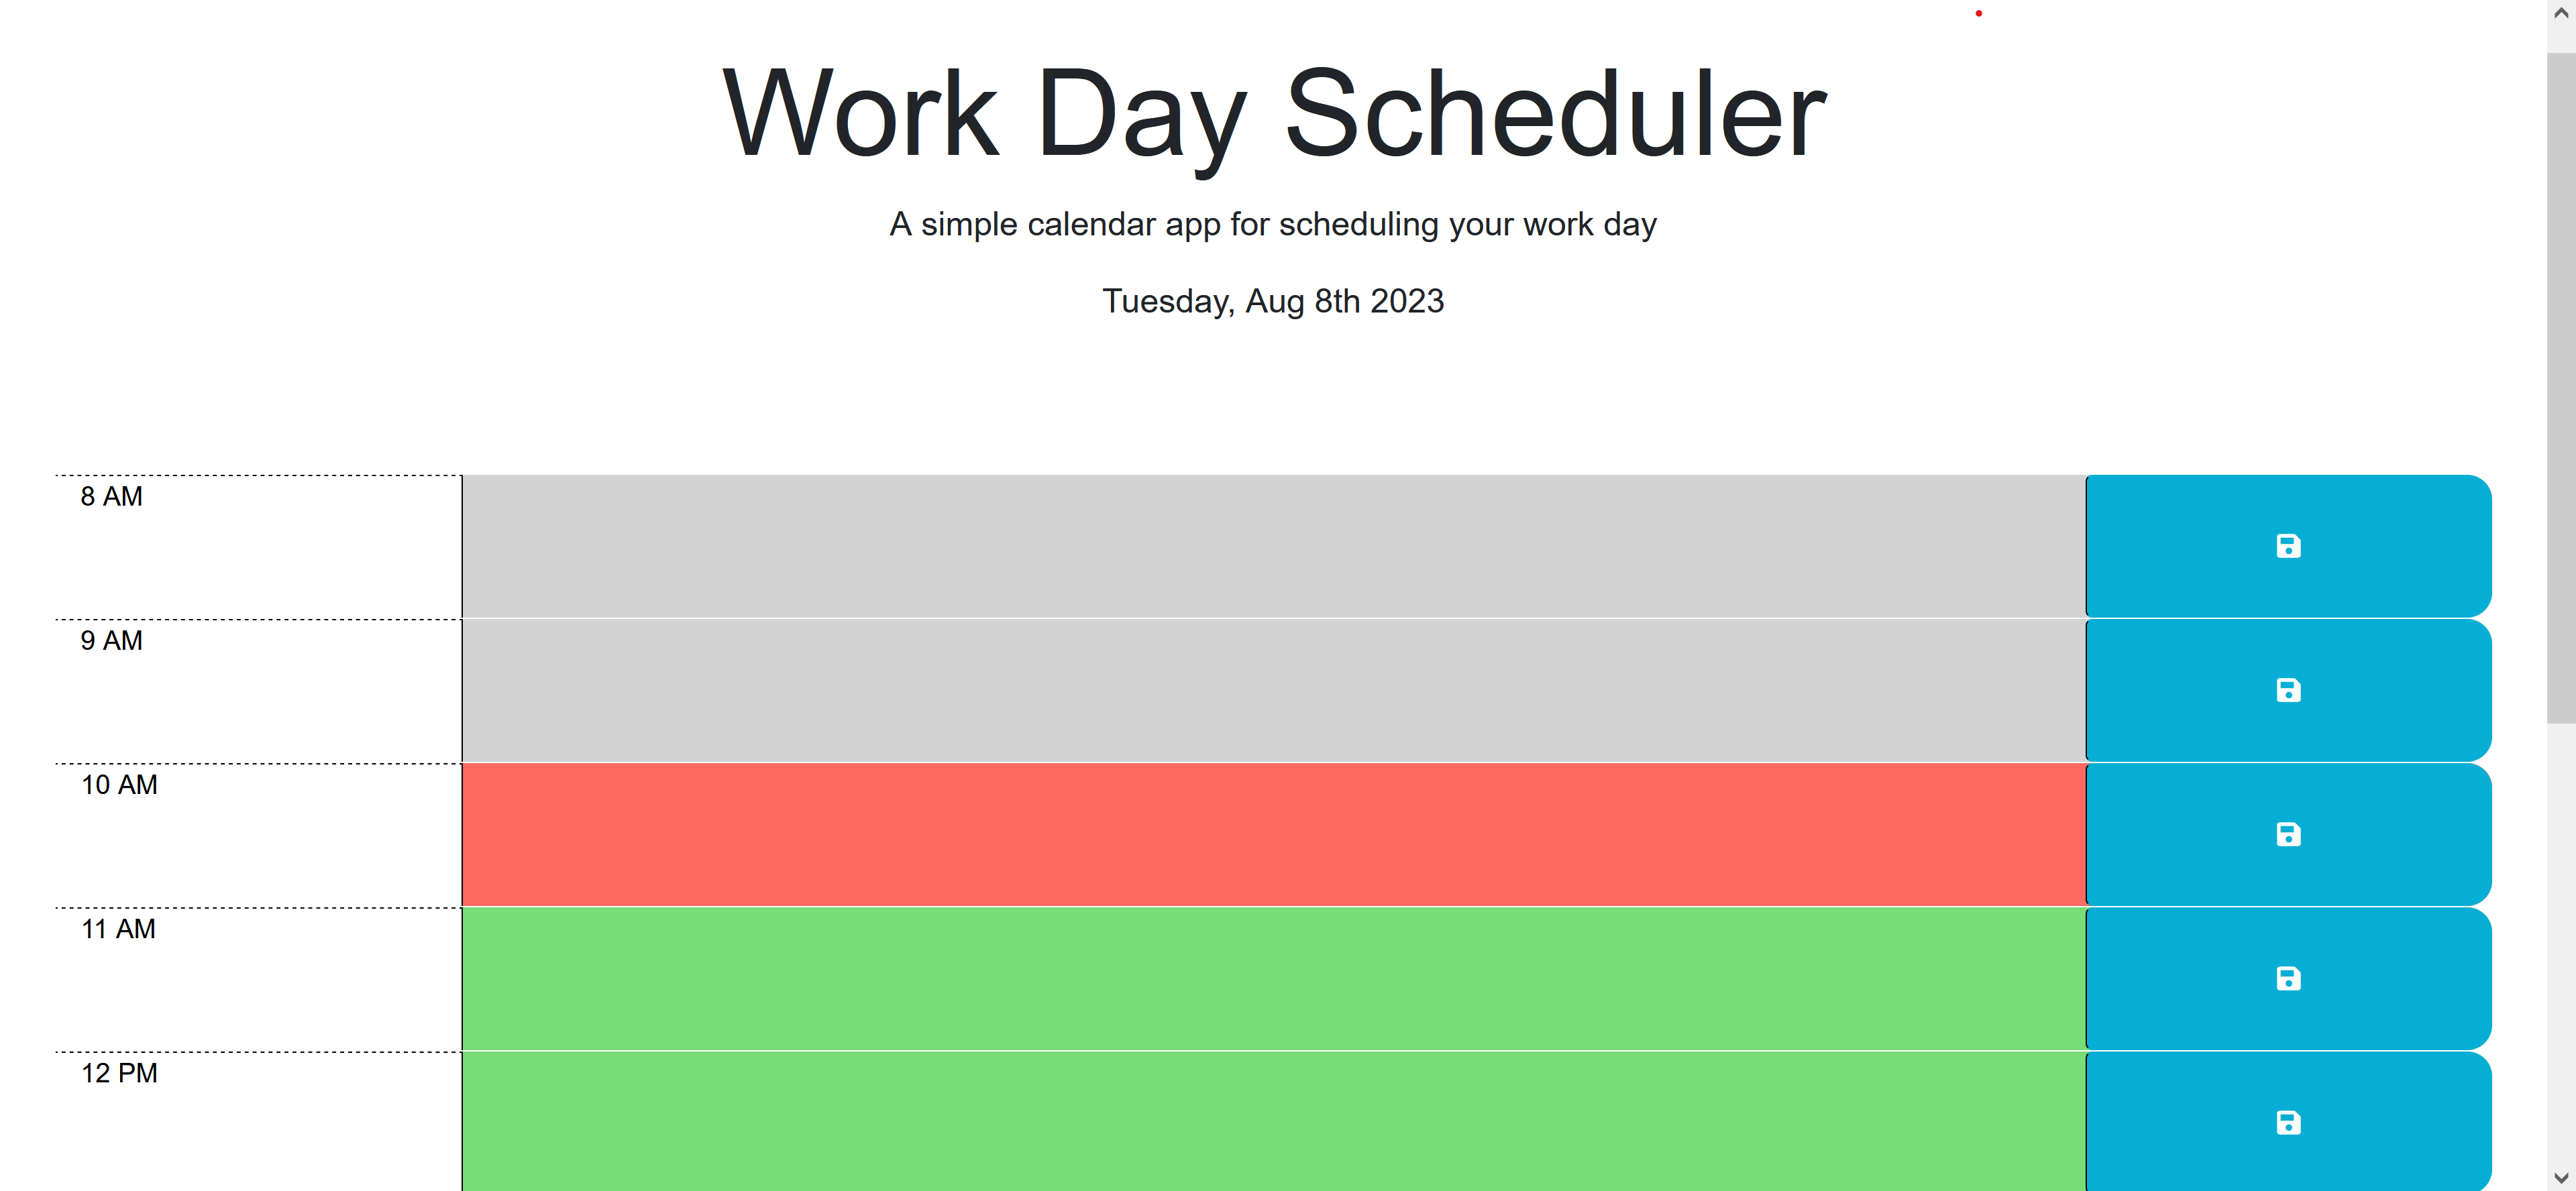 Work Day Scheduler
A simple calendar app for scheduling your work day
Tuesday, Aug 8th 2023
8 AM
9 AM
10 AM
11 AM
12 PM